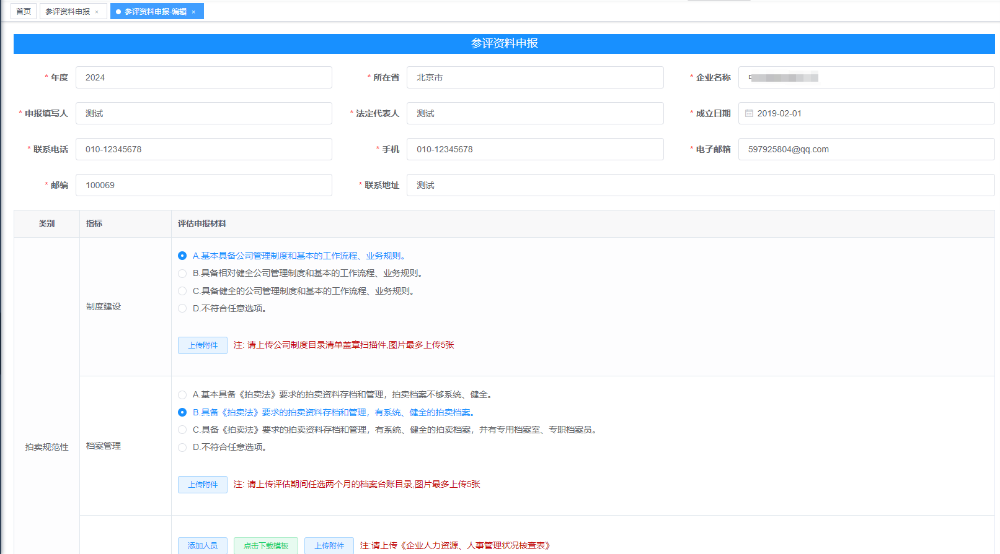 首页 参评资料申报 × 参评资料申报-编辑 ×
参评资料申报
* 年度 2024 * 所在省 北京市 * 企业名称
* 申报填写人 测试 * 法定代表人 测试 * 成立日期 2019-02-01
* 联系电话 010-12345678 * 手机 010-12345678 * 电子邮箱 597925804@qq.com
* 邮编 100069 * 联系地址 测试
类别 指标 评估申报材料
A.基本具备公司管理制度和基本的工作流程、业务规则。
B.具备相对健全公司管理制度和基本的工作流程、业务规则。
C.具备健全的公司管理制度和基本的工作流程、业务规则。
制度建设
D.不符合任意选项。
上传附件 注: 请上传公司制度目录清单盖章扫描件,图片最多上传5张
A.基本具备《拍卖法》要求的拍卖资料存档和管理，拍卖档案不够系统、健全。
B.具备《拍卖法》要求的拍卖资料存档和管理，有系统、健全的拍卖档案。
C.具备《拍卖法》要求的拍卖资料存档和管理，有系统、健全的拍卖档案，并有专用档案室、专职档案员。
拍卖规范性 档案管理
D.不符合任意选项。
上传附件 注: 请上传评估期间任选两个月的档案台账目录,图片最多上传5张
添加人员 点击下载模板 上传附件 注:请上传《企业人力资源、人事管理状况核查表》